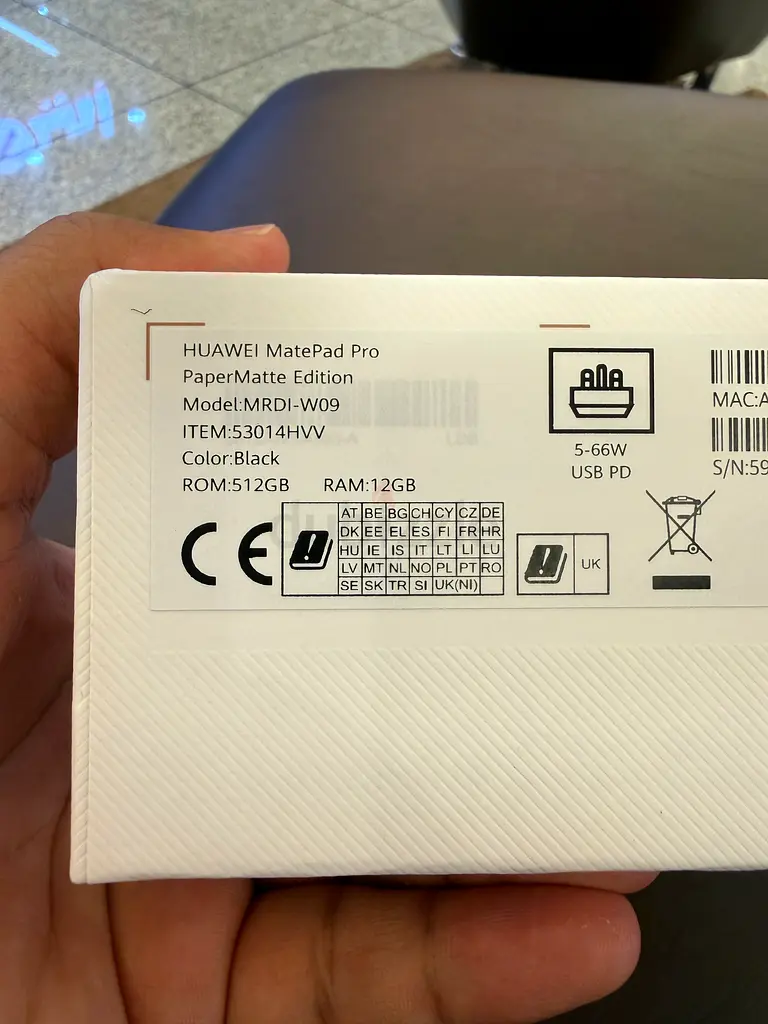 HUAWEI MatePad Pro
PaperMatte Edition
Model:MRDI-W09
ITEM:53014HVV
Color:Black
ROM:512GB RAM:12GB
5-66W
USB PD
MAC:A
S/N:59
CE
AT BE BG CH CY CZ DE
DK EE EL ES FI FR HR
HU IE IS IT LT LI LU
LV MT NL NO PL PT RO
SE SK TR SI UK(NI)
UK